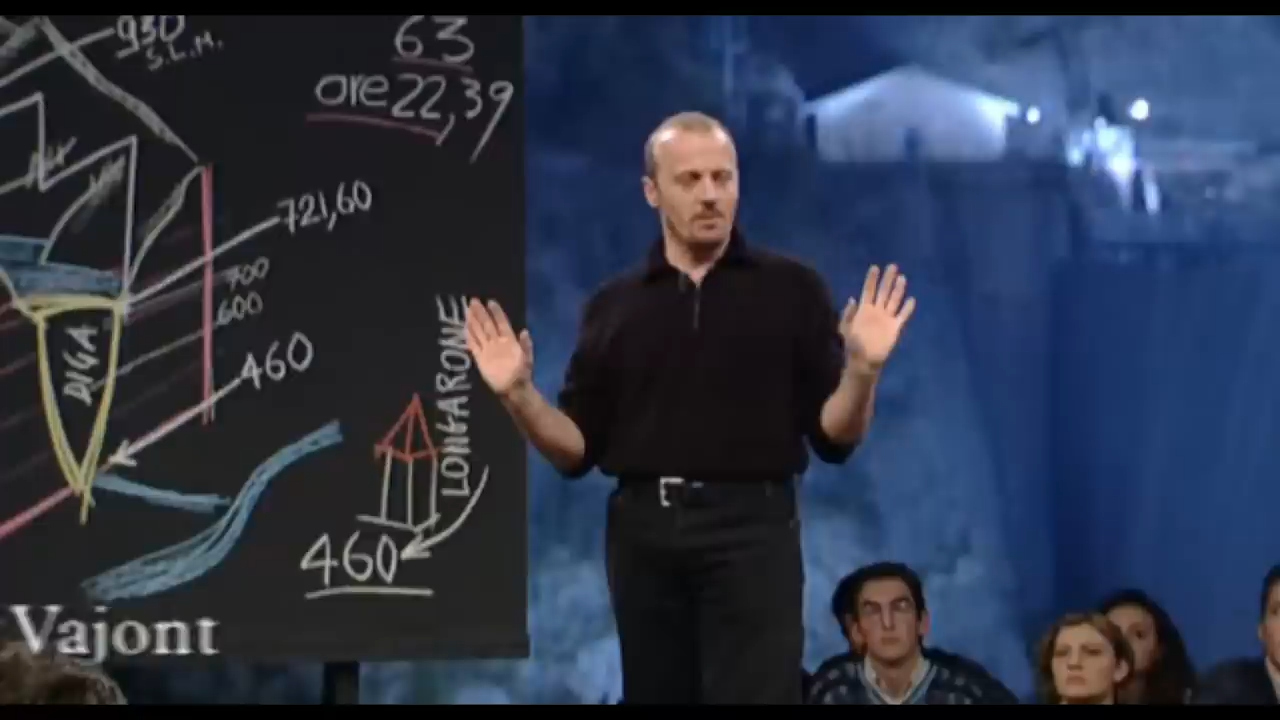 930
S.L.M.
63
ore 22,39
721,60
700
600
DIGA
460
LONGARONE
460
Vajont